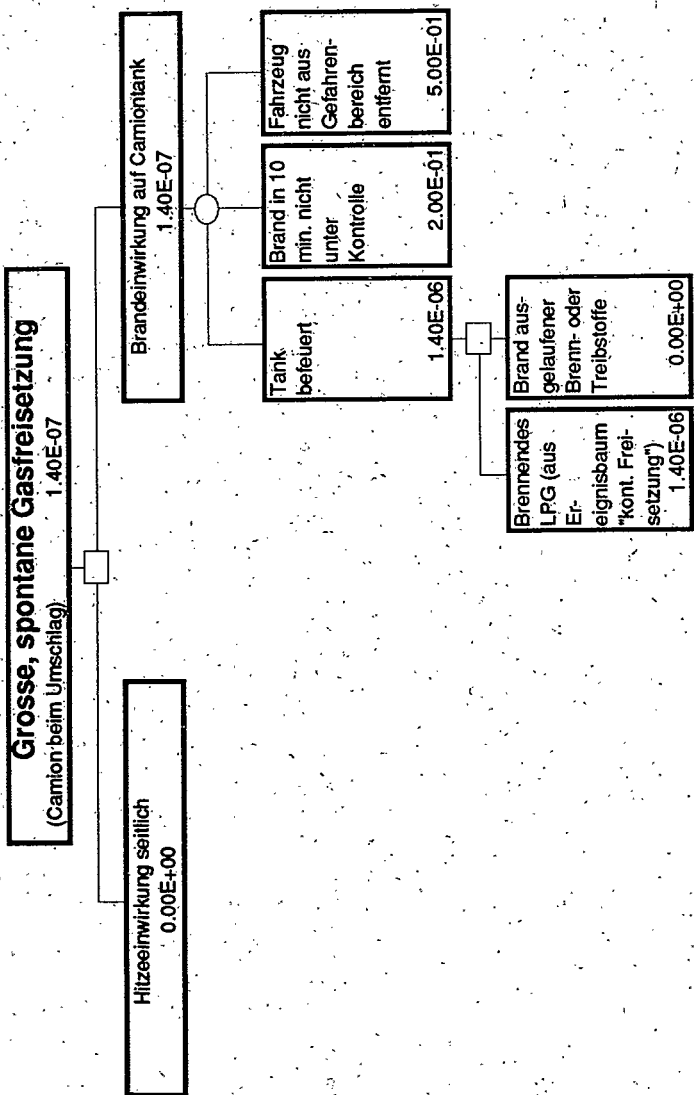 Grosse, spontane Gasfreisetzung
(Camion beim Umschlag) 1.40E-07
Hitzeeinwirkung seitlich
0.00E+00
Brandeinwirkung auf Camiontank
1.40E-07
Tank
befeuert
1.40E-06
Brand in 10
min. nicht
unter
Kontrolle
2.00E-01
Fahrzeug
nicht aus
Gefahren-
bereich
entfernt
5.00E-01
Brennendes
LPG (aus
Er-
eignisbaum
"kont. Frei-
setzung")
1.40E-06
Brand aus-
gelaufener
Brenn- oder
Treibstoffe
0.00E+00